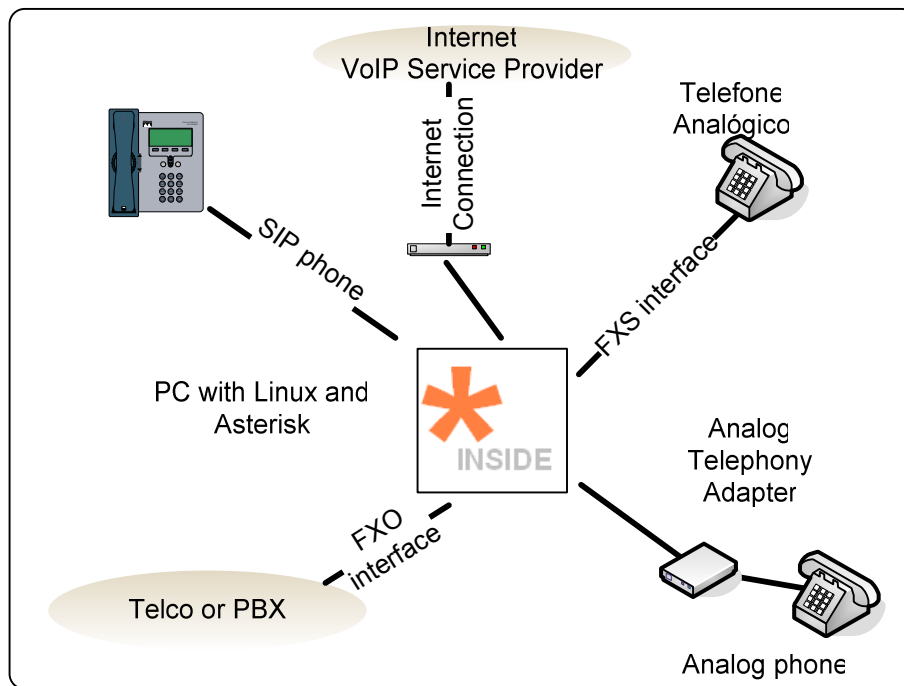 Internet
VoIP Service Provider
Telefone
Analógico
Internet
Connection
SIP phone
FXS interface
PC with Linux and
Asterisk
INSIDE
Analog
Telephony
Adapter
FXO
interface
Telco or PBX
Analog phone